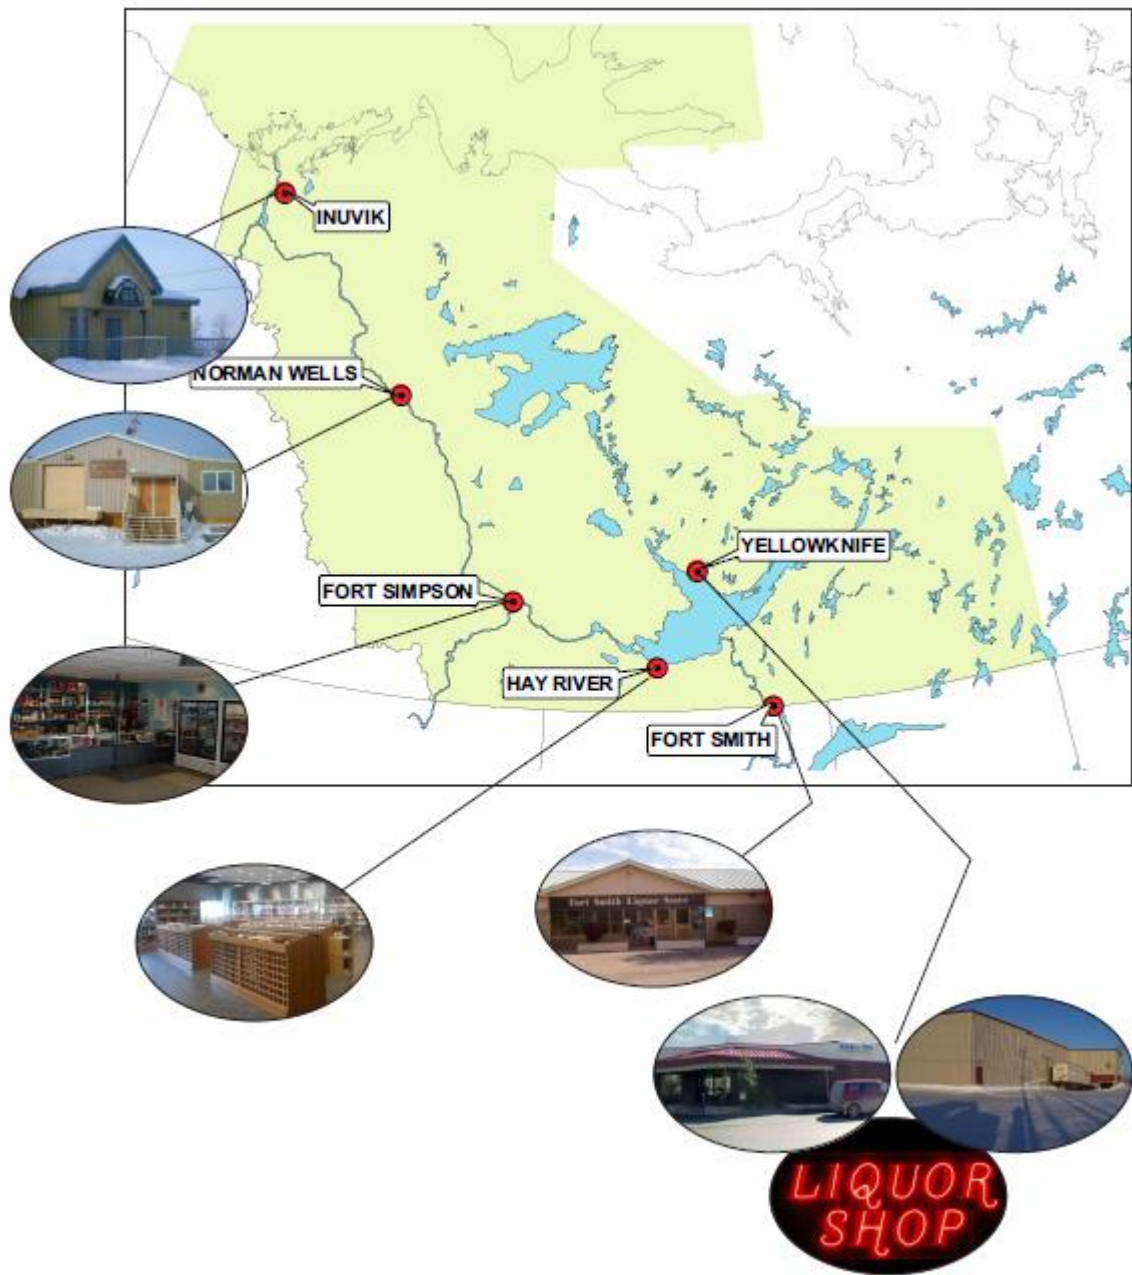 INUVIK
NORMAN WELLS
YELLOWKNIFE
FORT SIMPSON
HAY RIVER
FORT SMITH
Fort Smith Liquor Store
LIQUOR
SHOP